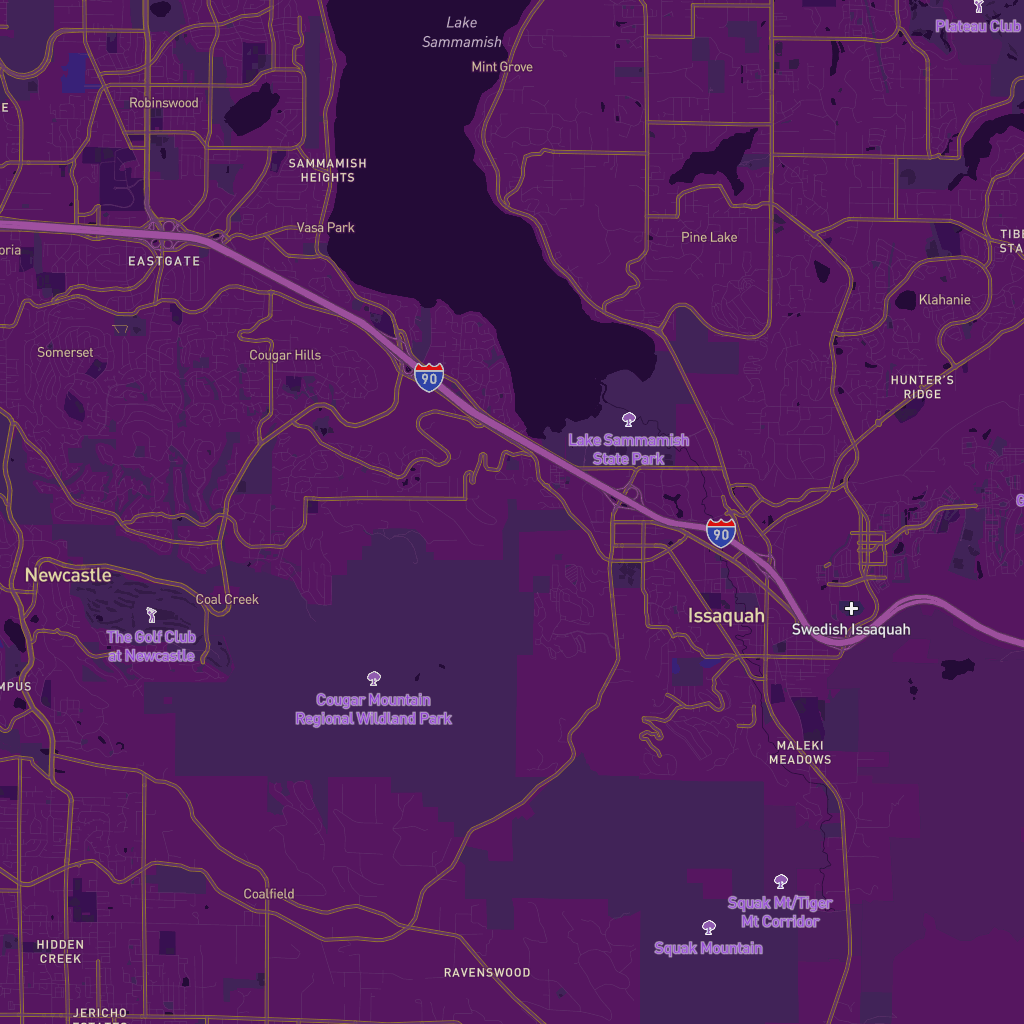 Lake
Sammamish
Plateau Club
Mint Grove
Robinswood
SAMMAMISH
HEIGHTS
Vasa Park
Pine Lake
EASTGATE
Klahanie
Somerset
Cougar Hills
90
HUNTER'S
RIDGE
Lake Sammamish
State Park
90
Newcastle
Coal Creek
Issaquah
Swedish Issaquah
The Golf Club
at Newcastle
Cougar Mountain
Regional Wildland Park
MALEKI
MEADOWS
Coalfield
Squak Mt/Tiger
Mt Corridor
Squak Mountain
HIDDEN
CREEK
RAVENSWOOD
JERICHO